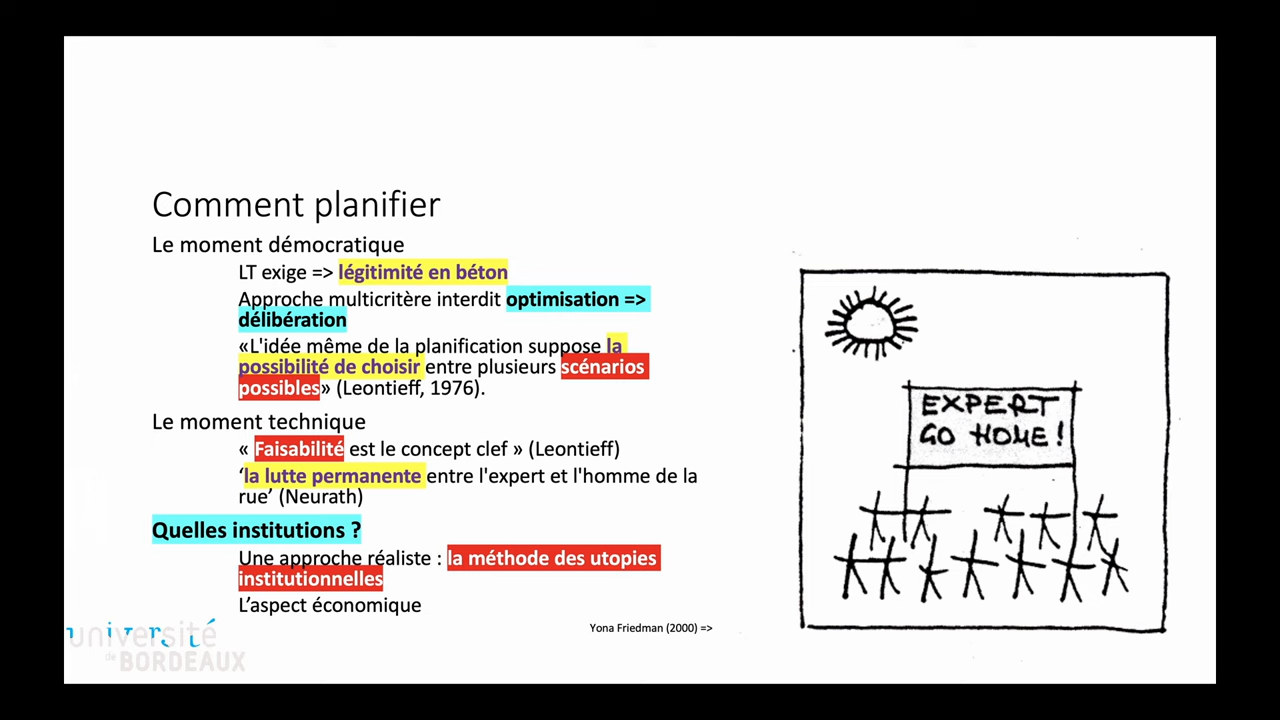 Comment planifier
Le moment démocratique
LT exige => légitimité en béton
Approche multicritère interdit optimisation =>
délibération
«L'idée même de la planification suppose la
possibilité de choisir entre plusieurs scénarios
possibles» (Leontieff, 1976).
Le moment technique
« Faisabilité est le concept clef » (Leontieff)
‘la lutte permanente entre l'expert et l'homme de la
rue’ (Neurath)
Quelles institutions ?
Une approche réaliste : la méthode des utopies
institutionnelles
L’aspect économique
Yona Friedman (2000) =>
EXPERT
GO HOME!
université
de BORDEAUX